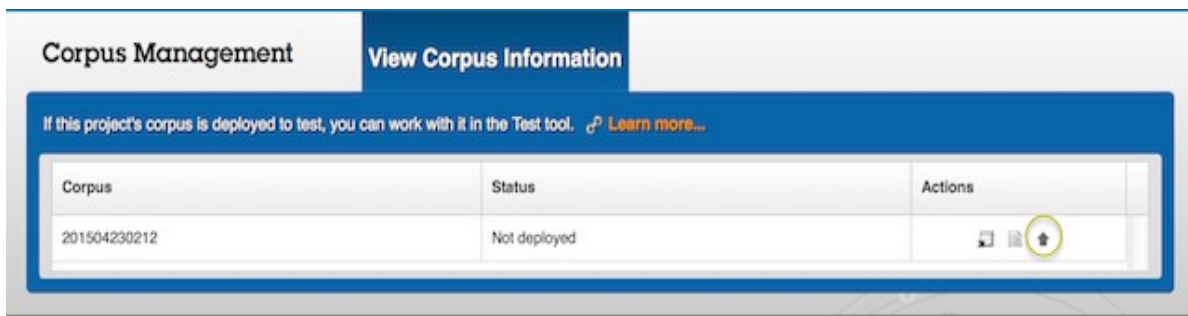 Corpus Management
View Corpus Information
If this project's corpus is deployed to test, you can work with it in the Test tool. Learn more...
Corpus Status Actions
201504230212 Not deployed